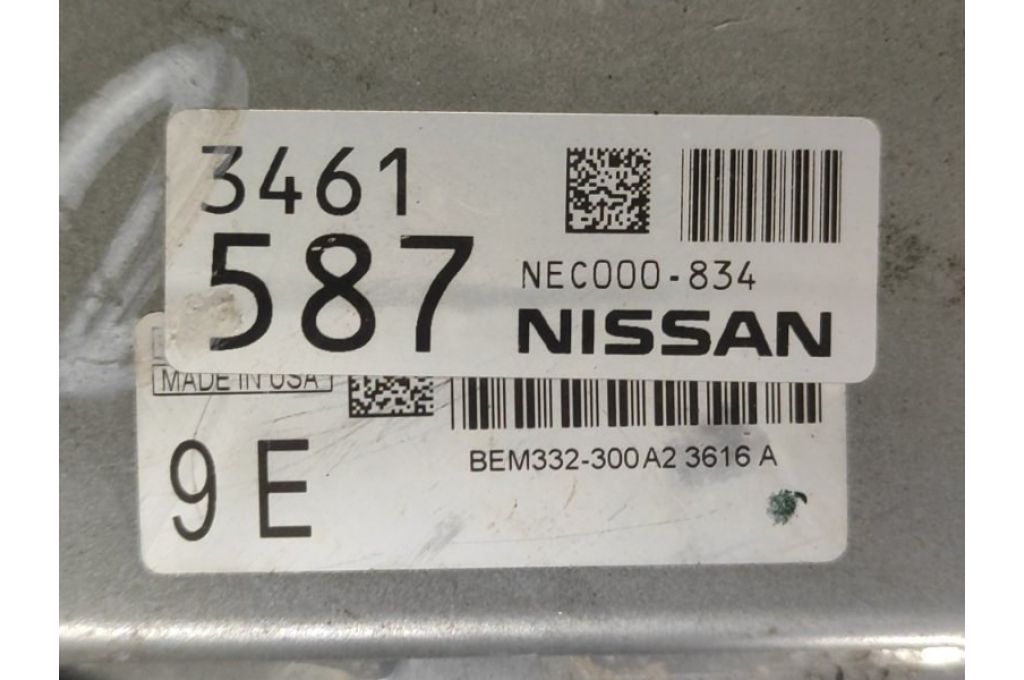 3461
587
NEC000-834
NISSAN
MADE IN USA
9 E
BEM332-300 A2 3616 A